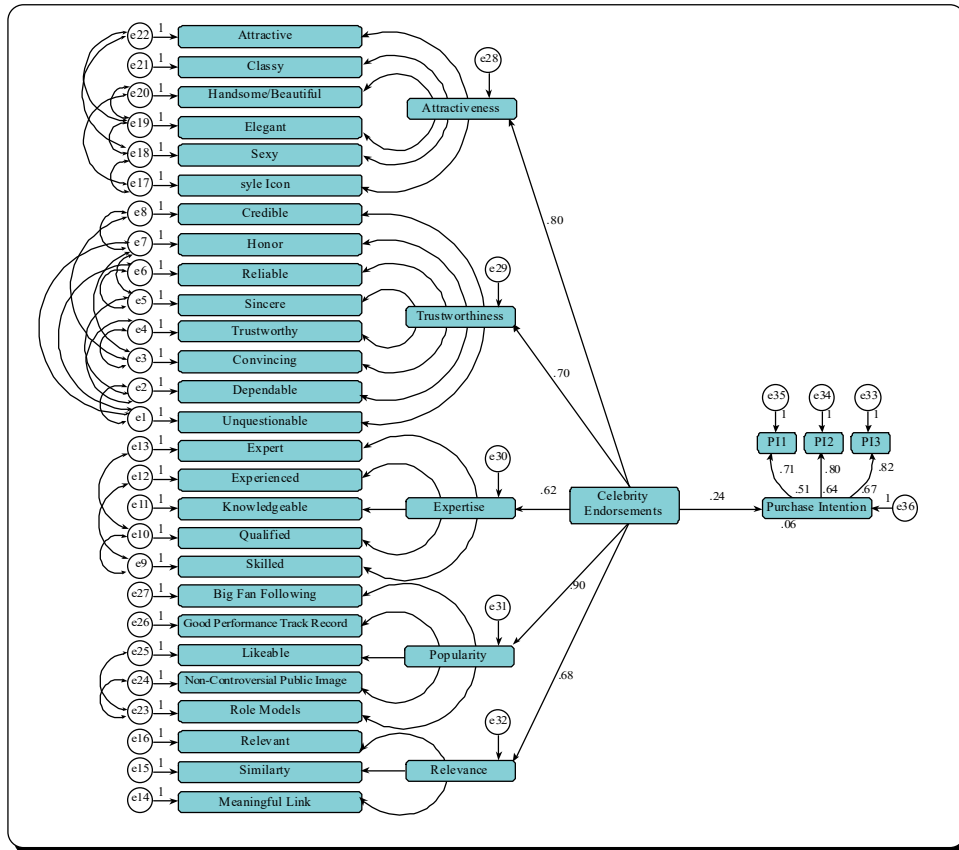 e22 1 Attractive
e21 1 Classy
e20 1 Handsome/Beautiful
e19 1 Elegant
e18 1 Sexy
e17 1 syle Icon
e28
Attractiveness
e8 1 Credible
e7 1 Honor
e6 1 Reliable
e5 1 Sincere
e4 1 Trustworthy
e3 1 Convincing
e2 1 Dependable
e1 1 Unquestionable
e29
Trustworthiness
e13 1 Expert
e12 1 Experienced
e11 1 Knowledgeable
e10 1 Qualified
e9 1 Skilled
e30
Expertise
e27 1 Big Fan Following
e26 1 Good Performance Track Record
e25 1 Likeable
e24 1 Non-Controversial Public Image
e23 1 Role Models
e31
Popularity
e16 1 Relevant
e15 1 Similarty
e14 1 Meaningful Link
e32
Relevance
.80
.70
.62
.90
.68
Celebrity
Endorsements
.24
e35 e34 e33
1 1 1
PI1 PI2 PI3
.71 .80 .82
.51 .64 .67
Purchase Intention 1 e36
.06